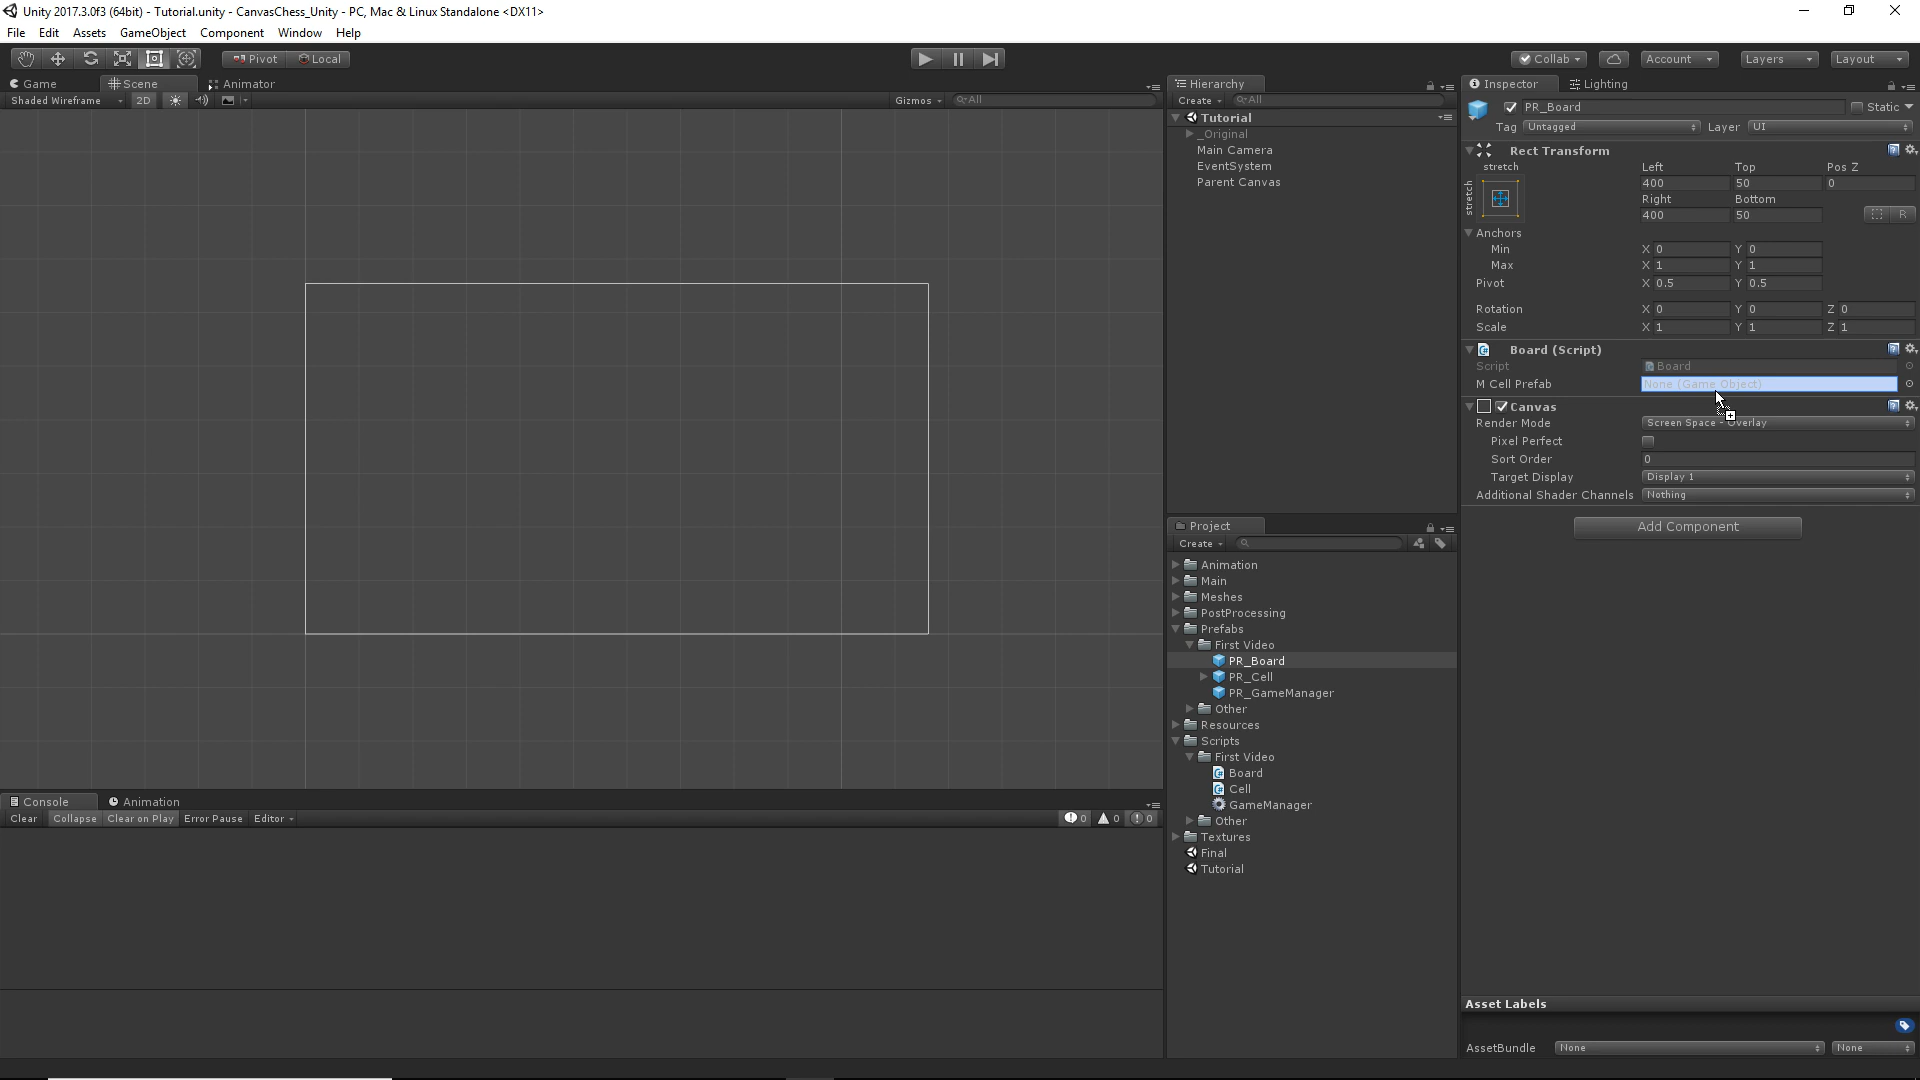 Unity 2017.3.0f3 (64bit) - Tutorial.unity - CanvasChess_Unity - PC, Mac & Linux Standalone <DX11>
File Edit Assets GameObject Component Window Help
Pivot Local Collab Account Layers Layout
Game Scene Animator
Shaded Wireframe 2D Gizmos All
Hierarchy
Create All
Tutorial
_Original
Main Camera
EventSystem
Parent Canvas
Inspector Lighting
PR_Board Static
Tag Untagged Layer UI
Rect Transform
stretch Left Top Pos Z
stretch
400 50 0
Right Bottom
400 50 R
Anchors
Min X 0 Y 0
Max X 1 Y 1
Pivot X 0.5 Y 0.5
Rotation X 0 Y 0 Z 0
Scale X 1 Y 1 Z 1
Board (Script)
Script Board
M Cell Prefab None (Game Object)
Canvas
Render Mode Screen Space - Overlay
Pixel Perfect
Sort Order 0
Target Display Display 1
Additional Shader Channels Nothing
Add Component
Project
Create
Animation
Main
Meshes
PostProcessing
Prefabs
First Video
PR_Board
PR_Cell
PR_GameManager
Other
Resources
Scripts
First Video
Board
Cell
GameManager
Other
Textures
Final
Tutorial
Console Animation
Clear Collapse Clear on Play Error Pause Editor 0 0 0
Asset Labels
AssetBundle None None